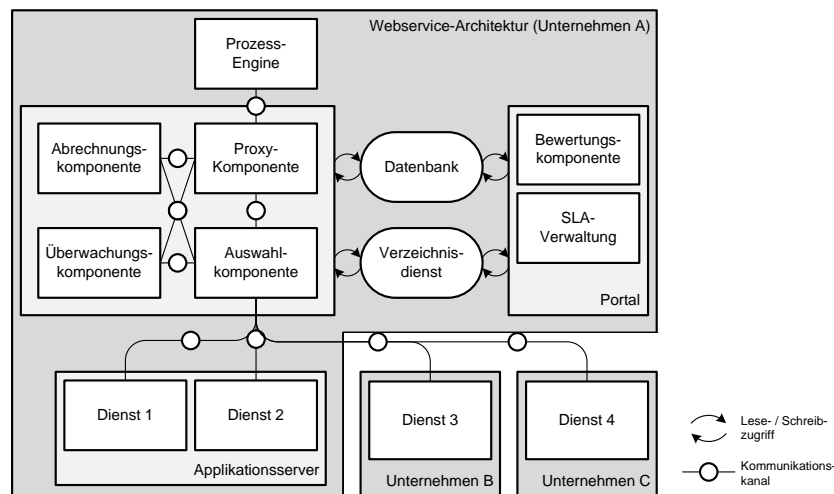 Webservice-Architektur (Unternehmen A)
Prozess-
Engine
Abrechnungs-
komponente
Proxy-
Komponente
Datenbank
Bewertungs-
komponente
Überwachungs-
komponente
Auswahl-
komponente
Verzeichnis-
dienst
SLA-
Verwaltung
Portal
Dienst 1
Dienst 2
Dienst 3
Dienst 4
Applikationsserver
Unternehmen B
Unternehmen C
Lese- / Schreib-
zugriff
Kommunikations-
kanal